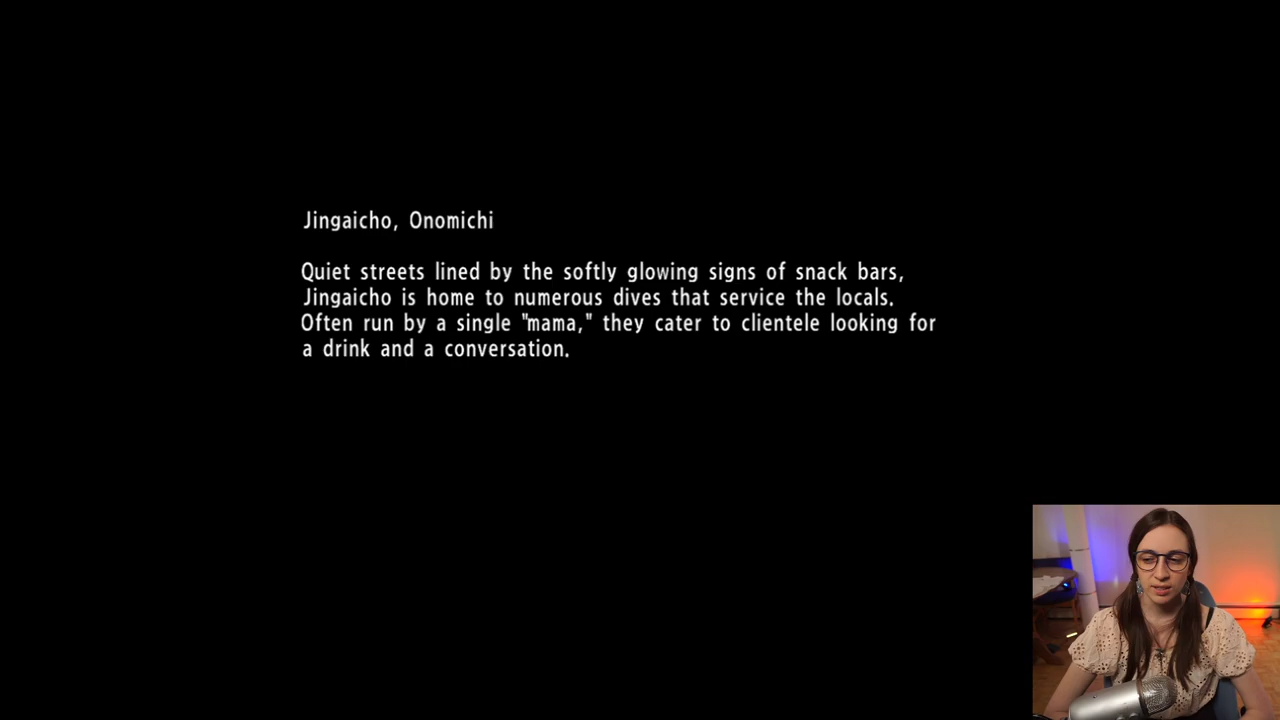 Jingaicho, Onomichi
Quiet streets lined by the softly glowing signs of snack bars,
Jingaicho is home to numerous dives that service the locals.
Often run by a single "mama," they cater to clientele looking for
a drink and a conversation.